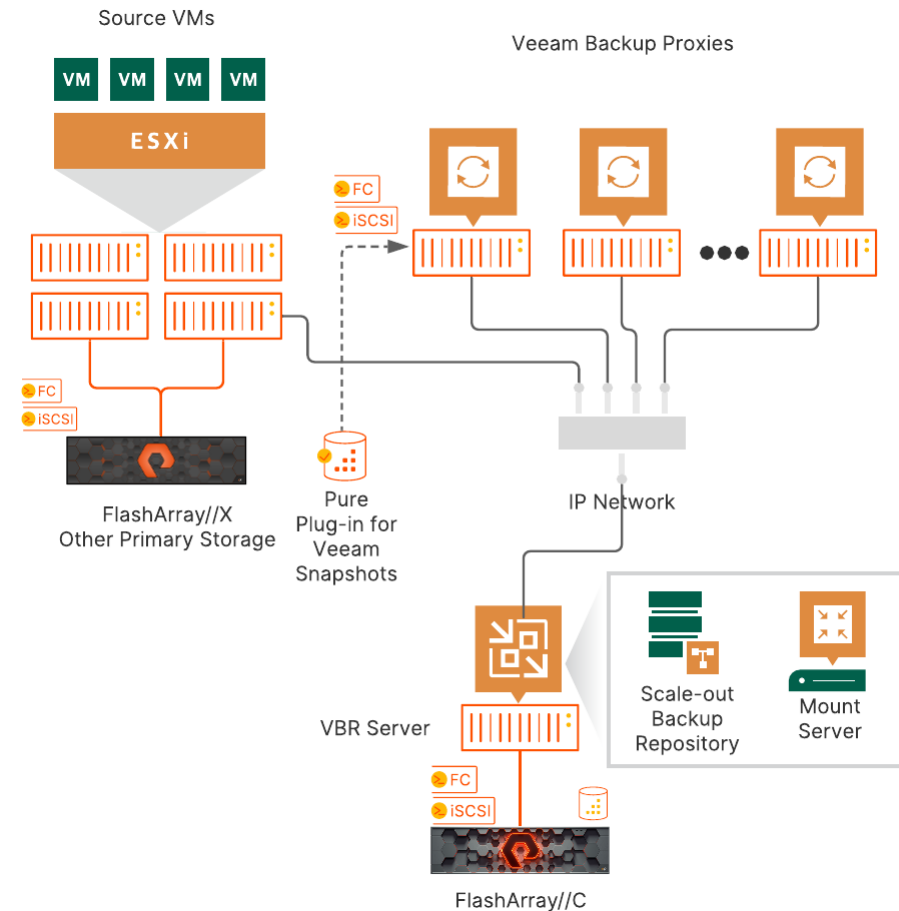 Source VMs
VM VM VM VM
ESXi
Veeam Backup Proxies
FC
iSCSI
FC
iSCSI
FlashArray//X
Other Primary Storage
Pure
Plug-in for
Veeam
Snapshots
IP Network
VBR Server
Scale-out
Backup
Repository
Mount
Server
FC
iSCSI
FlashArray//C